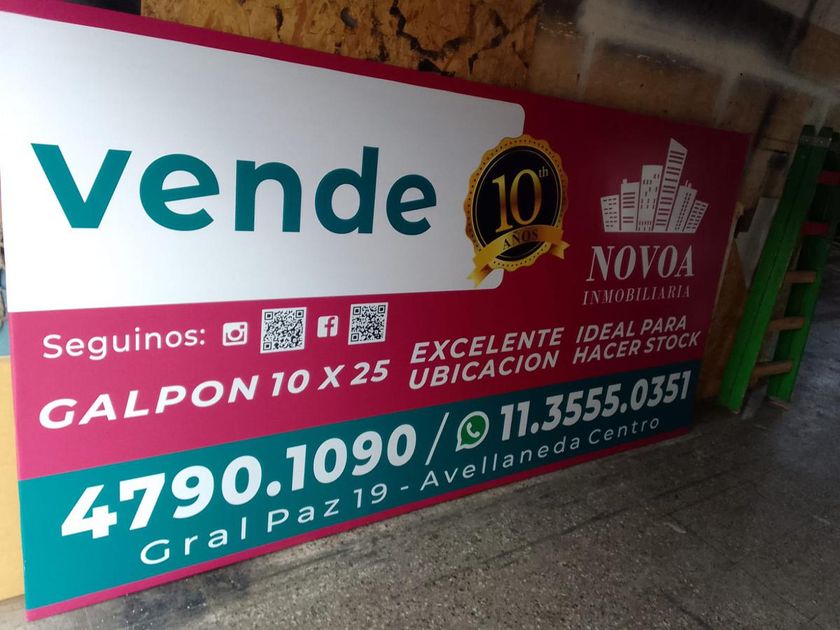 vende
10th
AÑOS
NOVOA
INMOBILIARIA
Seguinos:
GALPON 10 X 25
EXCELENTE
UBICACION
IDEAL PARA
HACER STOCK
4790.1090 / 11.3555.0351
Gral Paz 19 - Avellaneda Centro